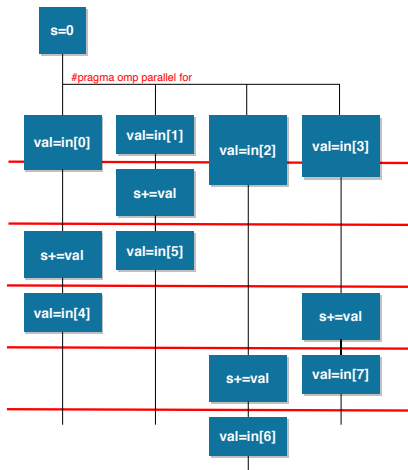 s=0
#pragma omp parallel for
val=in[0]
val=in[1]
val=in[2]
val=in[3]
s+=val
s+=val
val=in[5]
val=in[4]
s+=val
s+=val
val=in[7]
val=in[6]